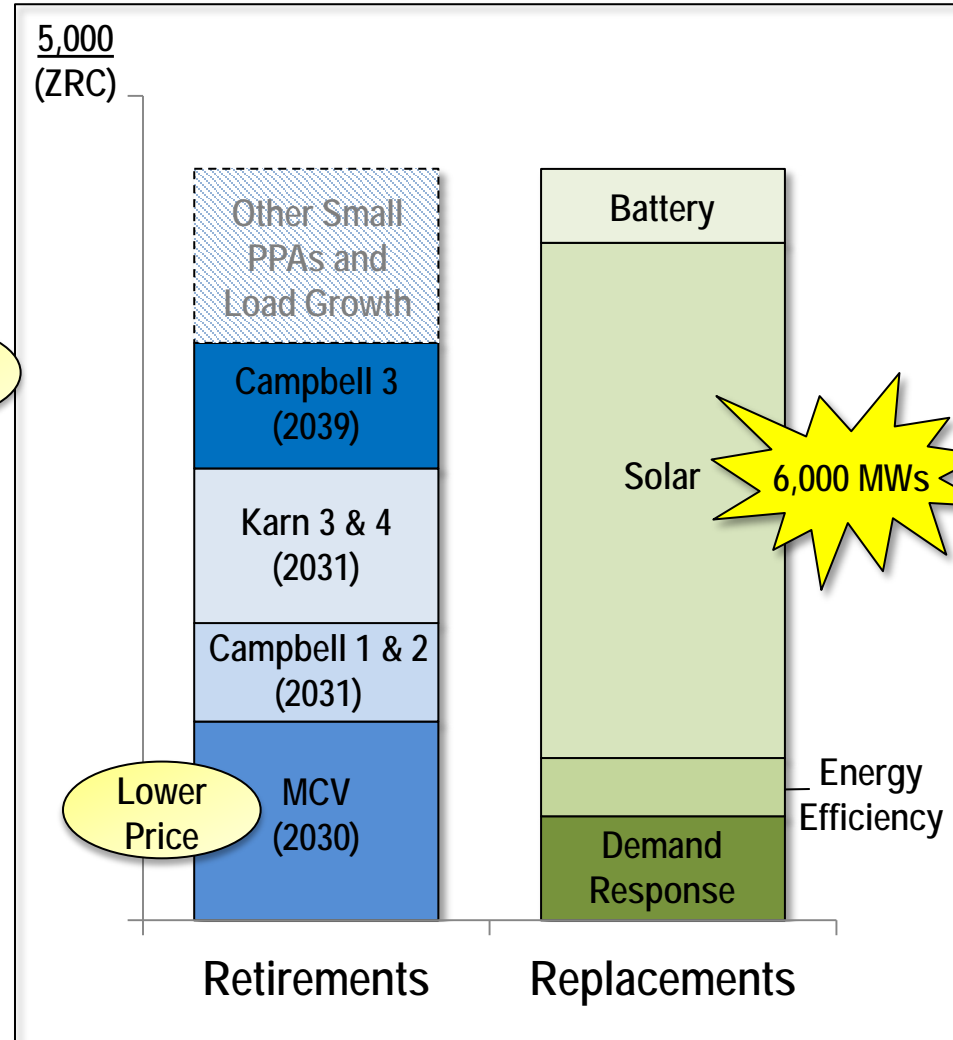 5,000
(ZRC)
Other Small
PPAs and
Load Growth
Campbell 3
(2039)
Karn 3 & 4
(2031)
Campbell 1 & 2
(2031)
Lower
Price
MCV
(2030)
Battery
Solar
6,000 MWs
Energy
Efficiency
Demand
Response
Retirements
Replacements